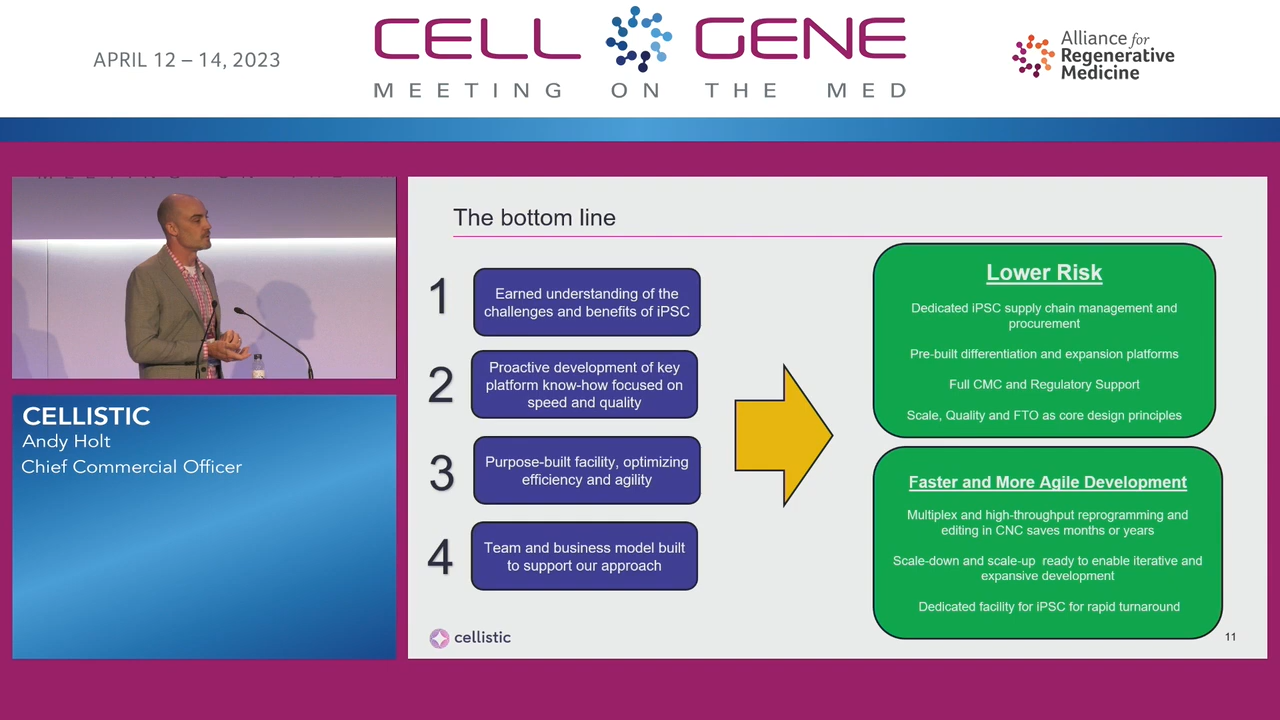 APRIL 12 – 14, 2023
CELL GENE
MEETING ON THE MED
Alliance for
Regenerative
Medicine
CELLISTIC
Andy Holt
Chief Commercial Officer
The bottom line
1
Earned understanding of the
challenges and benefits of iPSC
2
Proactive development of key
platform know-how focused on
speed and quality
3
Purpose-built facility, optimizing
efficiency and agility
4
Team and business model built
to support our approach
Lower Risk
Dedicated iPSC supply chain management and
procurement
Pre-built differentiation and expansion platforms
Full CMC and Regulatory Support
Scale, Quality and FTO as core design principles
Faster and More Agile Development
Multiplex and high-throughput reprogramming and
editing in CNC saves months or years
Scale-down and scale-up ready to enable iterative and
expansive development
Dedicated facility for iPSC for rapid turnaround
cellistic
11